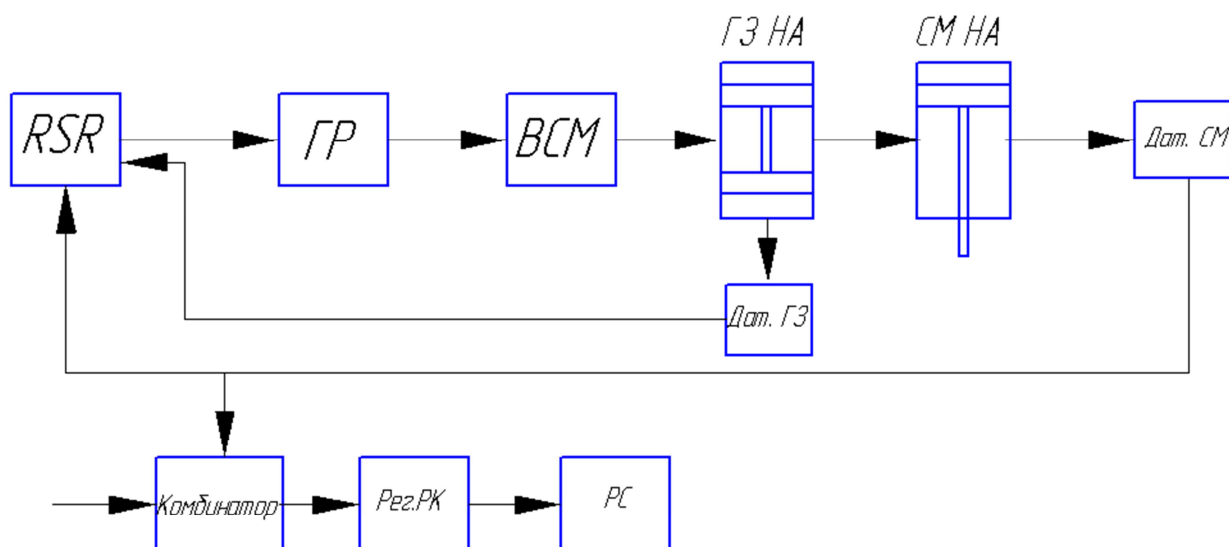 ГЗ НА
СМ НА
RSR
ГР
ВСМ
Дат. СМ
Дат. ГЗ
Комбинатор
Рег.РК
РС